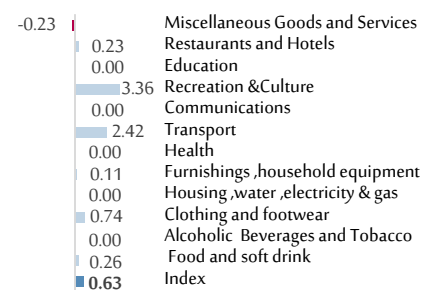 -0.23 Miscellaneous Goods and Services
0.23 Restaurants and Hotels
0.00 Education
3.36 Recreation &Culture
0.00 Communications
2.42 Transport
0.00 Health
0.11 Furnishings ,household equipment
0.00 Housing ,water ,electricity & gas
0.74 Clothing and footwear
0.00 Alcoholic Beverages and Tobacco
0.26 Food and soft drink
0.63 Index